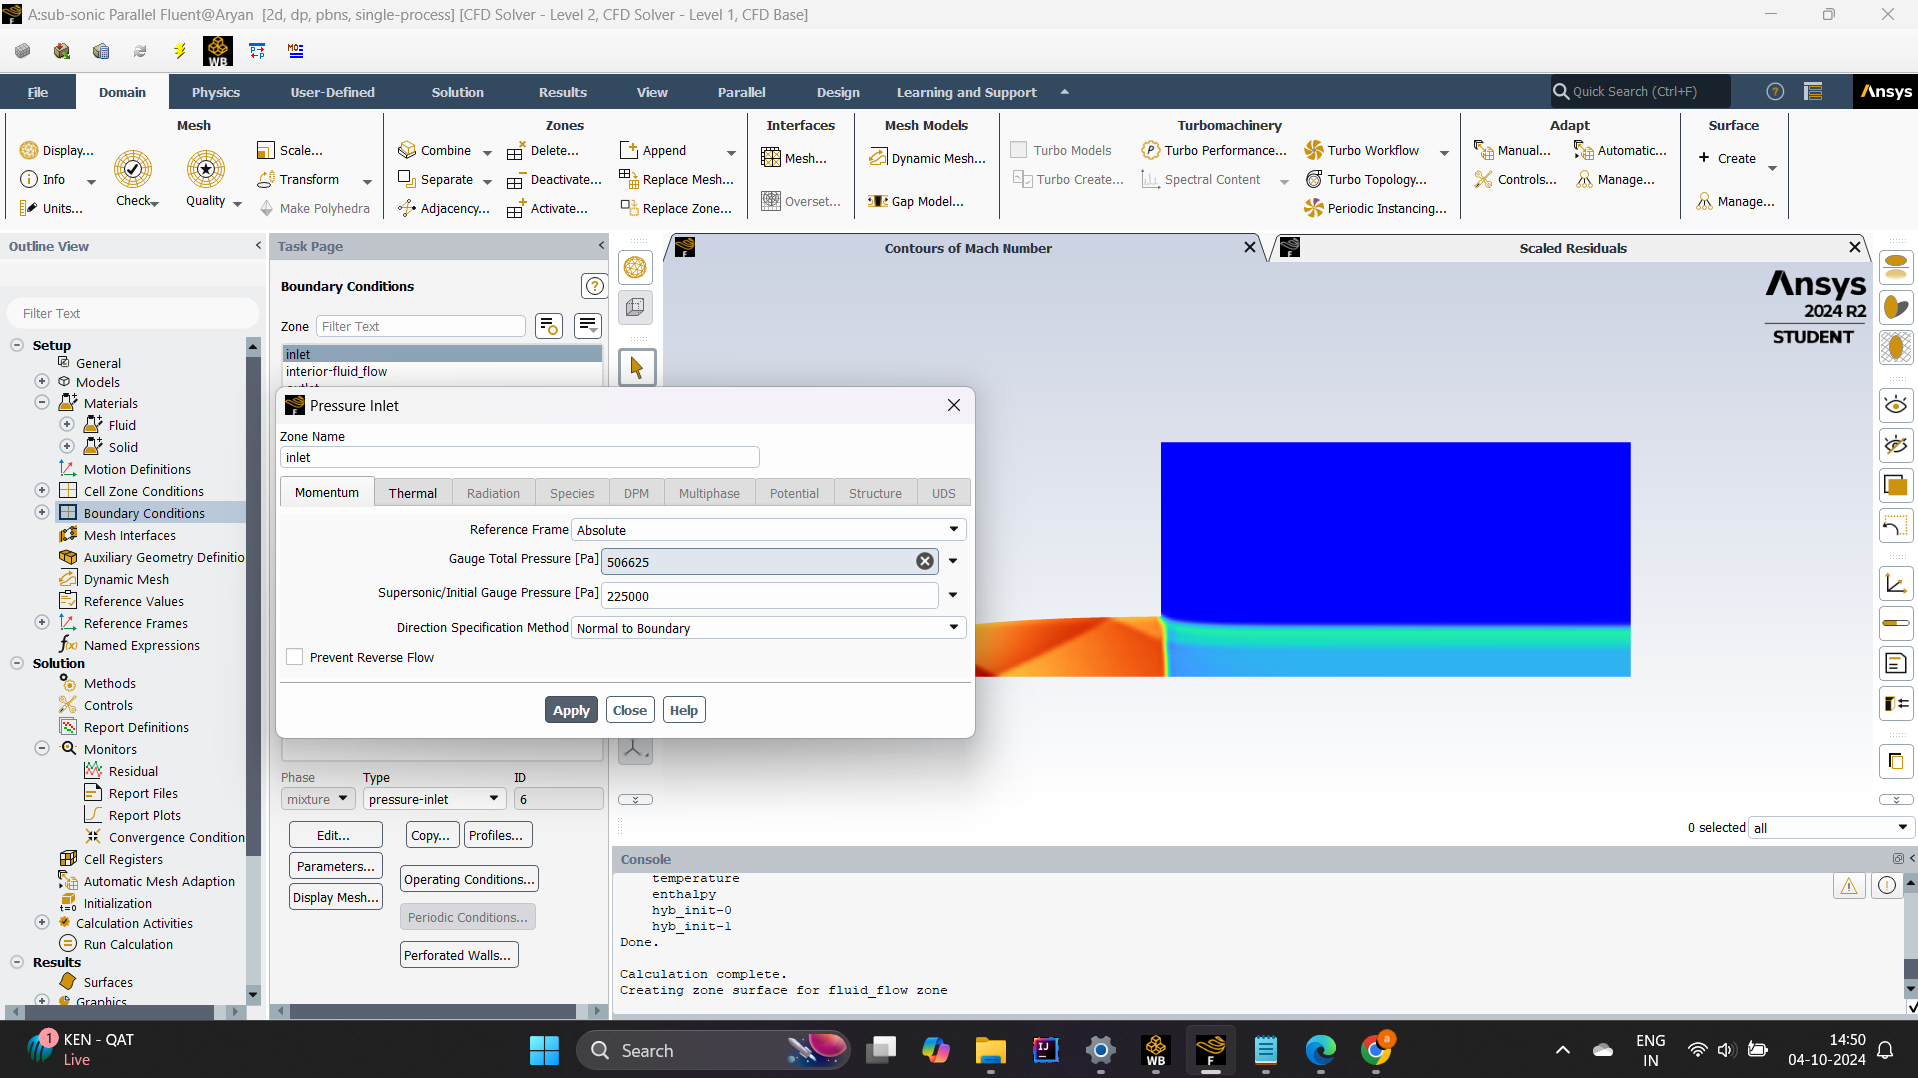 A:sub-sonic Parallel Fluent@Aryan [2d, dp, pbns, single-process] [CFD Solver - Level 2, CFD Solver - Level 1, CFD Base]
WB
File
Domain
Physics
User-Defined
Solution
Results
View
Parallel
Design
Learning and Support
Quick Search (Ctrl+F)
Ansys
Mesh
Display...
Info
Units...
Check
Quality
Scale...
Transform
Make Polyhedra
Zones
Combine
Separate
Adjacency...
Delete...
Deactivate...
Activate...
Append
Replace Mesh...
Replace Zone...
Interfaces
Mesh...
Overset...
Mesh Models
Dynamic Mesh...
Gap Model...
Turbomachinery
Turbo Models
Turbo Create...
Turbo Performance...
Spectral Content
Turbo Workflow
Turbo Topology...
Periodic Instancing...
Adapt
Manual...
Controls...
Automatic...
Manage...
Surface
+ Create
Manage...
Outline View
Filter Text
Setup
General
Models
Materials
Fluid
Solid
Motion Definitions
Cell Zone Conditions
Boundary Conditions
Mesh Interfaces
Auxiliary Geometry Definitio
Dynamic Mesh
Reference Values
Reference Frames
Named Expressions
Solution
Methods
Controls
Report Definitions
Monitors
Residual
Report Files
Report Plots
Convergence Condition
Cell Registers
Automatic Mesh Adaption
Initialization
Calculation Activities
Run Calculation
Results
Surfaces
Graphics
Task Page
Boundary Conditions
Zone
Filter Text
inlet
interior-fluid_flow
outlet
Pressure Inlet
Zone Name
inlet
Momentum
Thermal
Radiation
Species
DPM
Multiphase
Potential
Structure
UDS
Reference Frame Absolute
Gauge Total Pressure [Pa] 506625
Supersonic/Initial Gauge Pressure [Pa] 225000
Direction Specification Method Normal to Boundary
Prevent Reverse Flow
Apply
Close
Help
Phase
Type
ID
mixture
pressure-inlet
6
Edit...
Copy...
Profiles...
Parameters...
Operating Conditions...
Display Mesh...
Periodic Conditions...
Perforated Walls...
Contours of Mach Number
Scaled Residuals
Ansys
2024 R2
STUDENT
0 selected all
Console
temperature
enthalpy
hyb_init-0
hyb_init-1
Done.
Calculation complete.
Creating zone surface for fluid_flow zone
1
KEN - QAT
Live
Search
IJ
WB
a
ENG
IN
14:50
04-10-2024